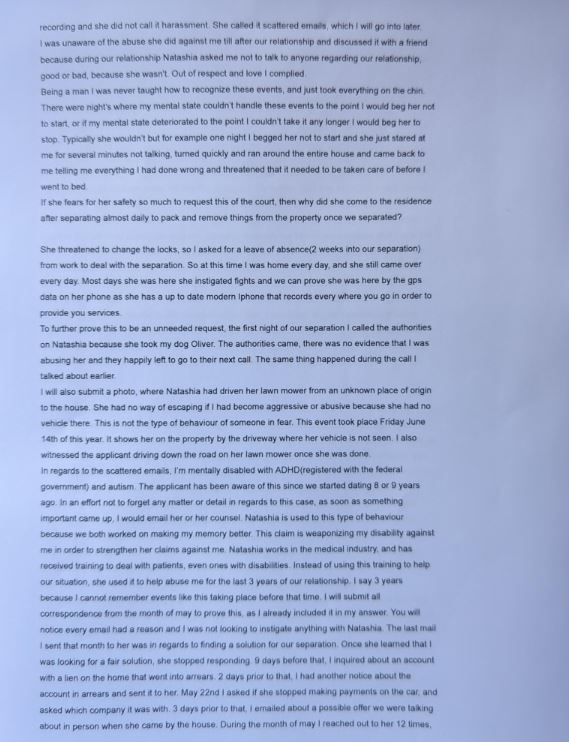 recording and she did not call it harassment. She called it scattered emails, which I will go into later.
I was unaware of the abuse she did against me till after our relationship and discussed it with a friend
because during our relationship Natashia asked me not to talk to anyone regarding our relationship,
good or bad, because she wasn't. Out of respect and love I complied.
Being a man I was never taught how to recognize these events, and just took everything on the chin.
There were night's where my mental state couldn't handle these events to the point I would beg her not
to start, or if my mental state deteriorated to the point I couldn't take it any longer I would beg her to
stop. Typically she wouldn't but for example one night I begged her not to start and she just stared at
me for several minutes not talking, turned quickly and ran around the entire house and came back to
me telling me everything I had done wrong and threatened that it needed to be taken care of before I
went to bed.
If she fears for her safety so much to request this of the court, then why did she come to the residence
after separating almost daily to pack and remove things from the property once we separated?
She threatened to change the locks, so I asked for a leave of absence(2 weeks into our separation)
from work to deal with the separation. So at this time I was home every day, and she still came over
every day. Most days she was here she instigated fights and we can prove she was here by the gps
data on her phone as she has a up to date modern Iphone that records every where you go in order to
provide you services.
To further prove this to be an unneeded request, the first night of our separation I called the authorities
on Natashia because she took my dog Oliver. The authorities came, there was no evidence that I was
abusing her and they happily left to go to their next call. The same thing happened during the call I
talked about earlier.
I will also submit a photo, where Natashia had driven her lawn mower from an unknown place of origin
to the house. She had no way of escaping if I had become aggressive or abusive because she had no
vehicle there. This is not the type of behaviour of someone in fear. This event took place Friday June
14th of this year. It shows her on the property by the driveway where her vehicle is not seen. I also
witnessed the applicant driving down the road on her lawn mower once she was done.
In regards to the scattered emails, I'm mentally disabled with ADHD(registered with the federal
government) and autism. The applicant has been aware of this since we started dating 8 or 9 years
ago. In an effort not to forget any matter or detail in regards to this case, as soon as something
important came up, I would email her or her counsel. Natashia is used to this type of behaviour
because we both worked on making my memory better. This claim is weaponizing my disability against
me in order to strengthen her claims against me. Natashia works in the medical industry, and has
received training to deal with patients, even ones with disabilities. Instead of using this training to help
our situation, she used it to help abuse me for the last 3 years of our relationship. I say 3 years
because I cannot remember events like this taking place before that time. I will submit all
correspondence from the month of may to prove this, as I already included it in my answer. You will
notice every email had a reason and I was not looking to instigate anything with Natashia. The last mail
I sent that month to her was in regards to finding a solution for our separation. Once she learned that I
was looking for a fair solution, she stopped responding. 9 days before that, I inquired about an account
with a lien on the home that went into arrears. 2 days prior to that, I had another notice about the
account in arrears and sent it to her. May 22nd I asked if she stopped making payments on the car, and
asked which company it was with. 3 days prior to that, I emailed about a possible offer we were talking
about in person when she came by the house. During the month of may I reached out to her 12 times,